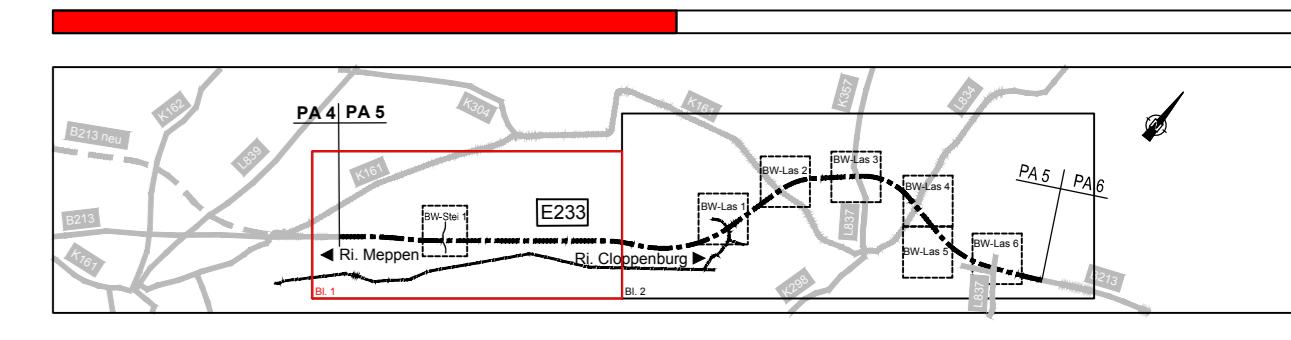 PA 4 PA 5
B213 neu
K162
L839
K161
K304
K161
K357
L834
B213
K161
BW-Stei 1
E233
BW-Las 1
BW-Las 2
BW-Las 3
BW-Las 4
BW-Las 5
BW-Las 6
L837
K298
L837
PA 5 PA 6
B213
Ri. Meppen
Ri. Cloppenburg
Bl. 1
Bl. 2
N